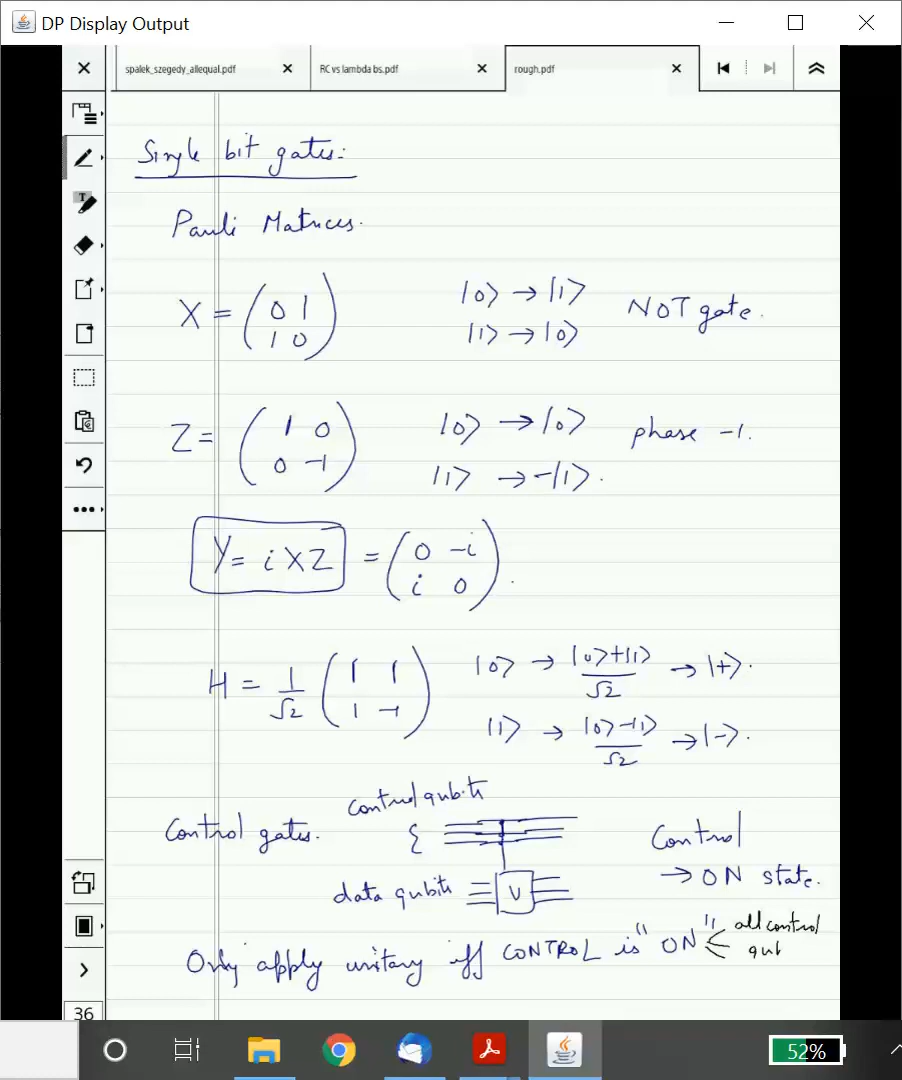 DP Display Output
spalek_szegedy_allequal.pdf
RC vs lambda bs.pdf
rough.pdf
Single bit gates:-
Pauli Matrices.
X = (0 1
1 0)
|0> → |1>
|1> → |0>
NOT gate.
Z = (1 0
0 -1)
|0> → |0>
|1> → -|1>.
phase -1.
Y = i X Z = (0 -i
i 0).
H = 1/√2 (1 1
1 -1)
|0> → |0>+|1>/√2 → |+>.
|1> → |0>-|1>/√2 → |->.
Control gates.
control qubits
data qubits
U
Control
→ ON state.
Only apply unitary iff CONTROL is "ON"
all control
qub
36
52%